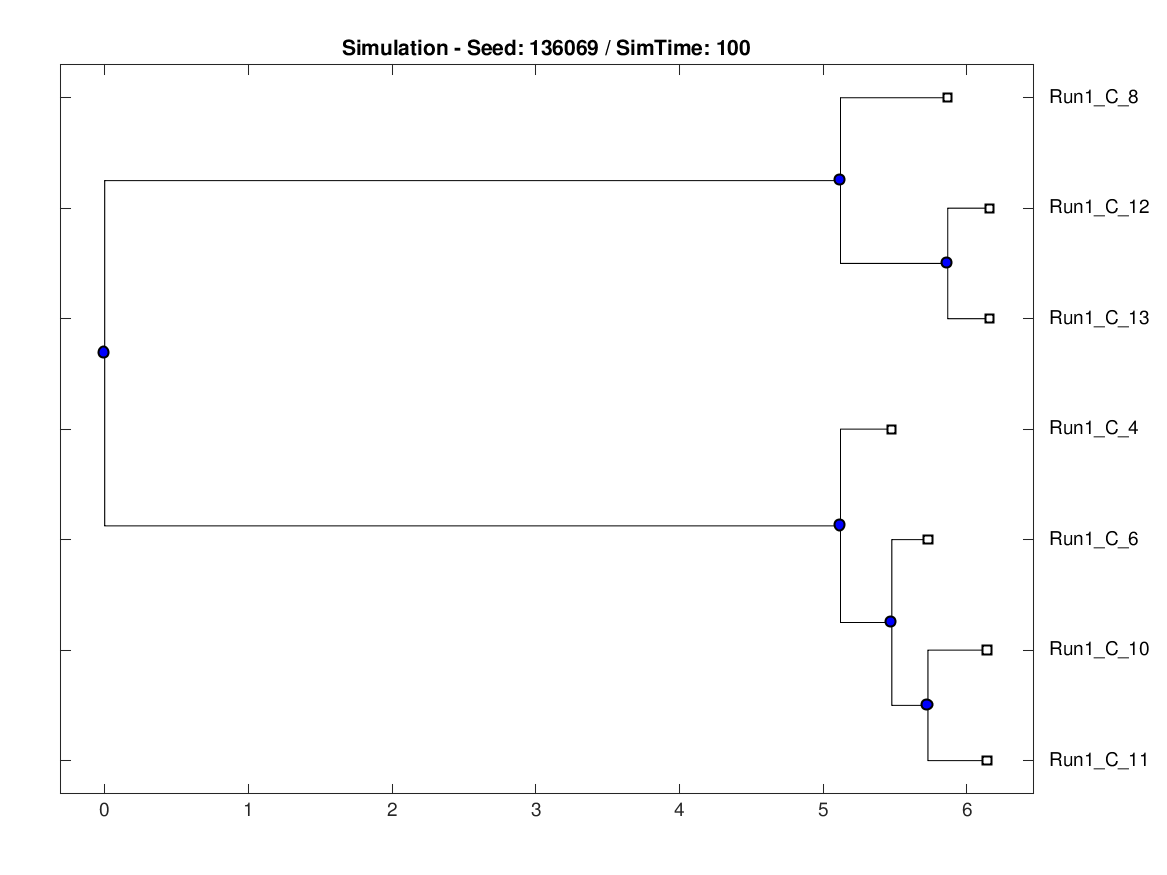 Simulation - Seed: 136069 / SimTime: 100
Run1_C_8
Run1_C_12
Run1_C_13
Run1_C_4
Run1_C_6
Run1_C_10
Run1_C_11
0 1 2 3 4 5 6